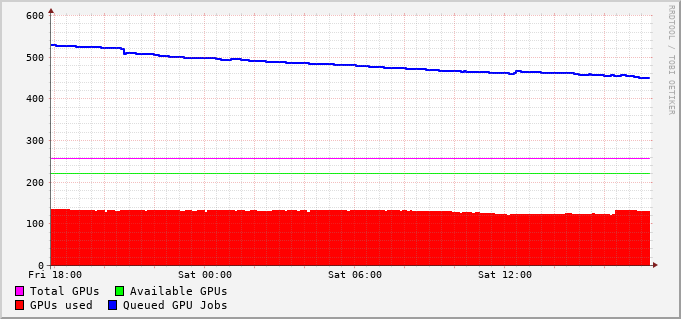 600
500
400
300
200
100
0
Fri 18:00 Sat 00:00 Sat 06:00 Sat 12:00
Total GPUs Available GPUs
GPUs used Queued GPU Jobs
RRDTOOL / TOBI OETIKER